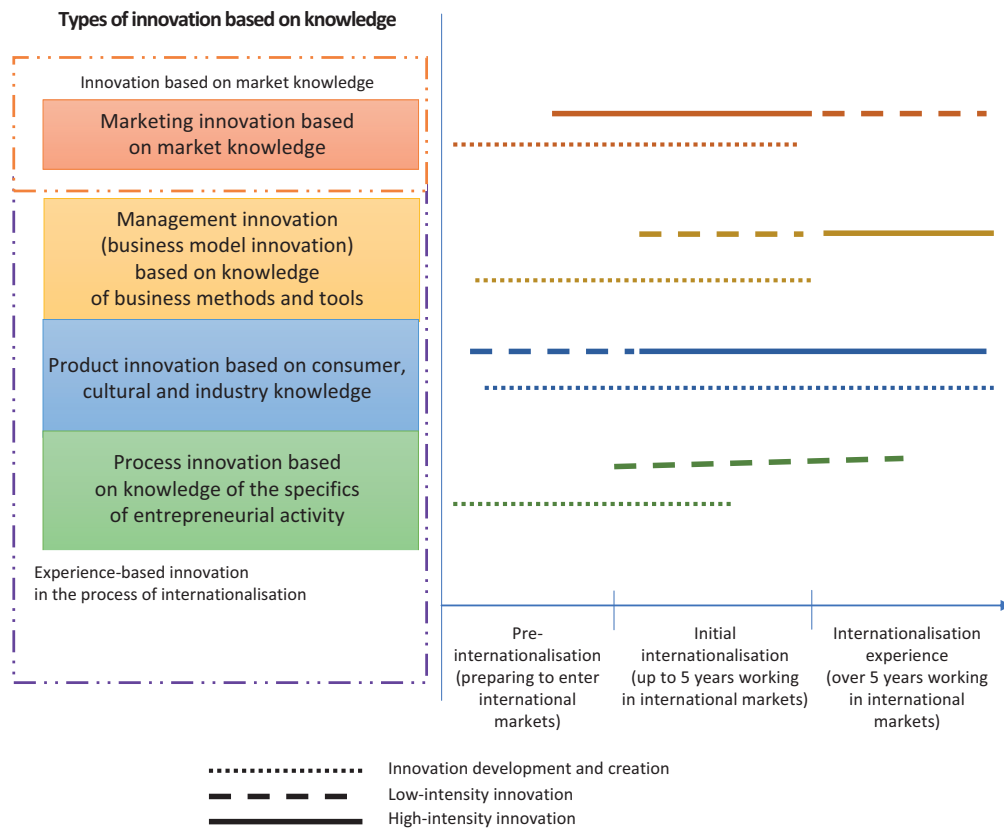 Types of innovation based on knowledge
Innovation based on market knowledge
Marketing innovation based
on market knowledge
Management innovation
(business model innovation)
based on knowledge
of business methods and tools
Product innovation based on consumer,
cultural and industry knowledge
Process innovation based
on knowledge of the specifics
of entrepreneurial activity
Experience-based innovation
in the process of internationalisation
Pre-
internationalisation
(preparing to enter
international
markets)
Initial
internationalisation
(up to 5 years working
in international markets)
Internationalisation
experience
(over 5 years working
in international
markets)
Innovation development and creation
Low-intensity innovation
High-intensity innovation